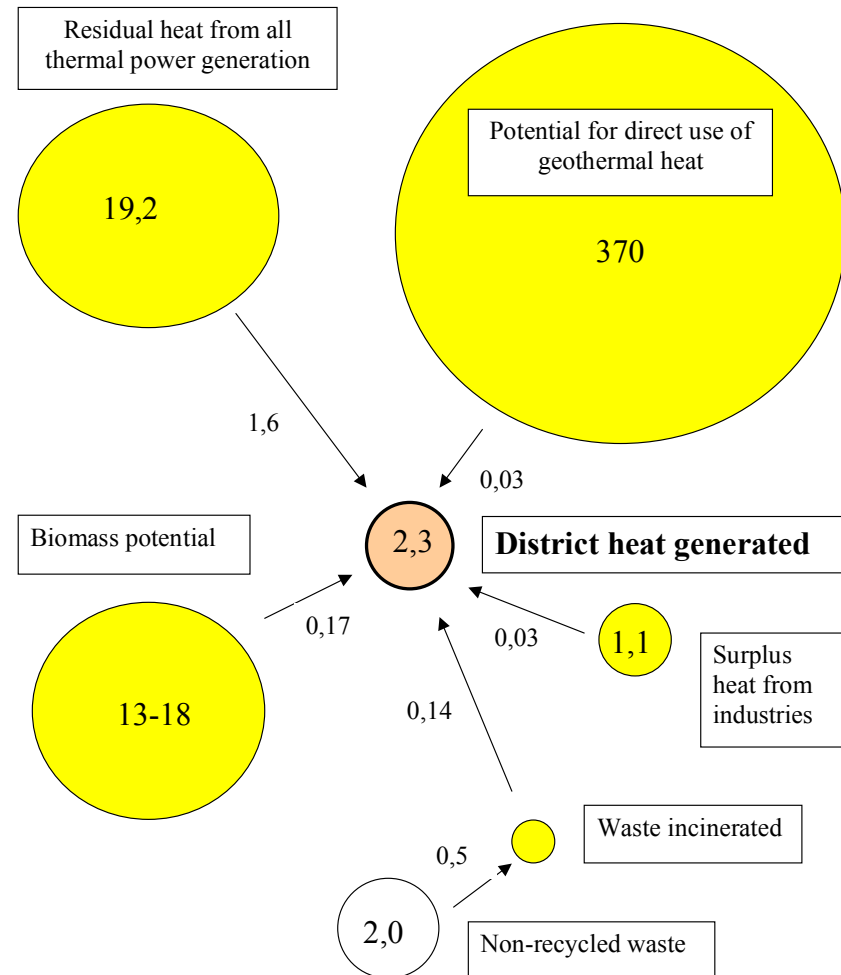 Residual heat from all
thermal power generation
Potential for direct use of
geothermal heat
19,2
370
1,6
0,03
Biomass potential
2,3
District heat generated
0,17
0,03
1,1
Surplus
heat from
industries
13-18
0,14
Waste incinerated
0,5
2,0
Non-recycled waste